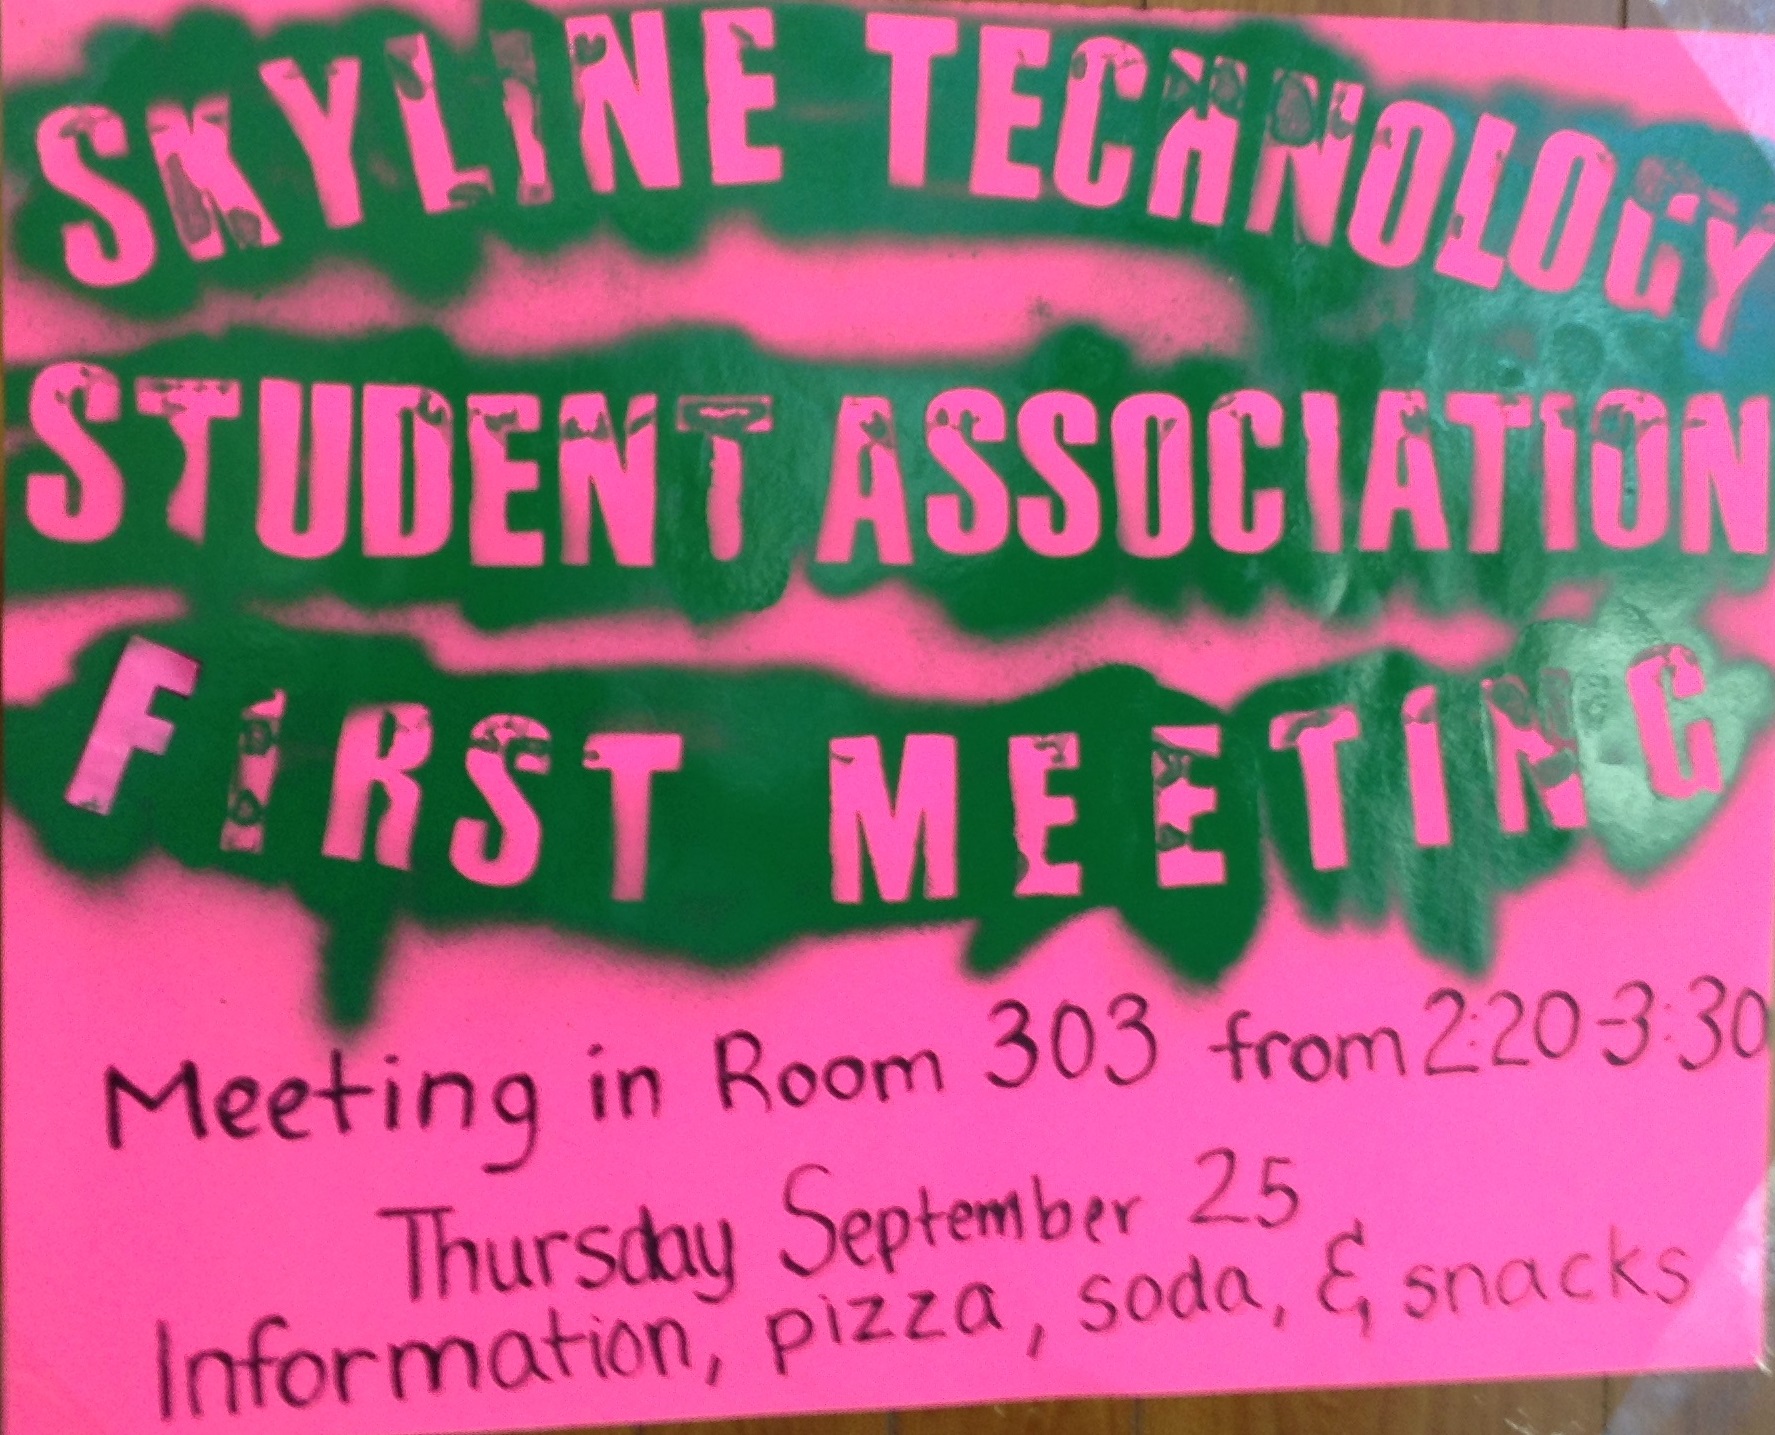 SKYLINE TECHNOLOGY
STUDENT ASSOCIATION
FIRST MEETING
Meeting in Room 303 from 2:20-3:30
Thursday September 25
Information, pizza, soda, & snacks